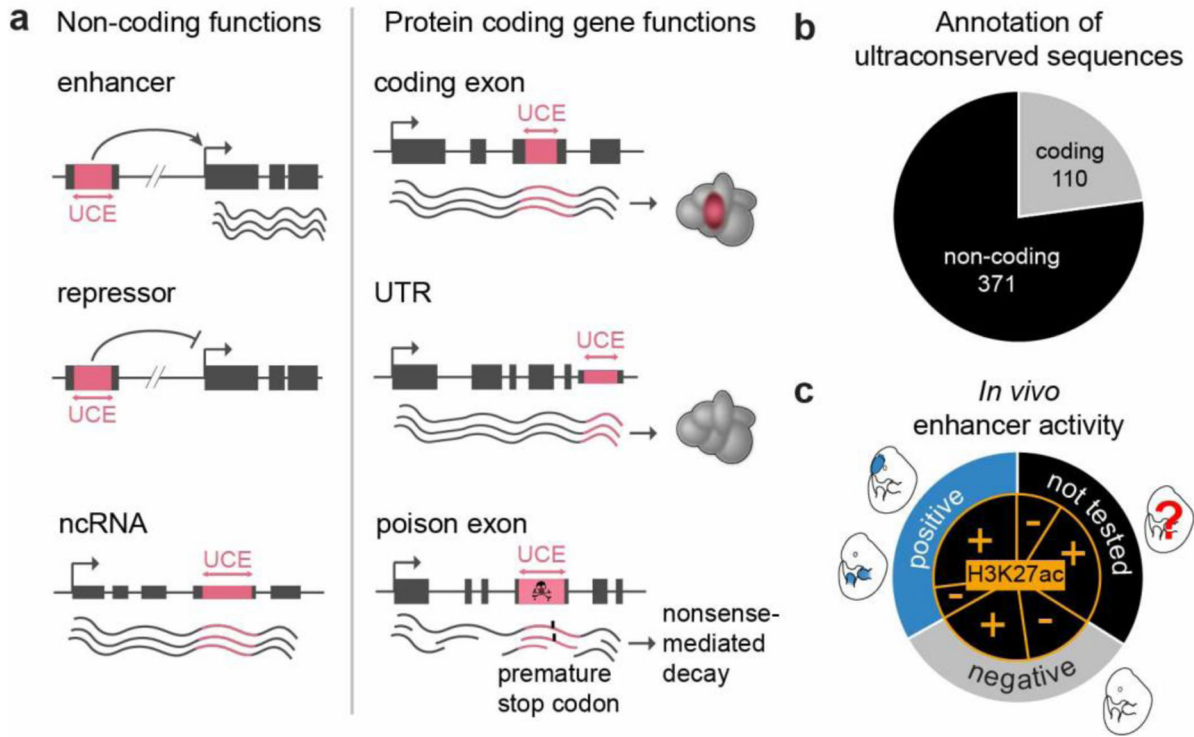 a
Non-coding functions
enhancer
UCE
repressor
UCE
ncRNA
UCE
Protein coding gene functions
coding exon
UCE
UTR
UCE
poison exon
UCE
premature
stop codon
nonsense-
mediated
decay
b
Annotation of
ultraconserved sequences
coding
110
non-coding
371
c
In vivo
enhancer activity
positive
not tested
negative
+
-
+
-
+
-
H3K27ac
?